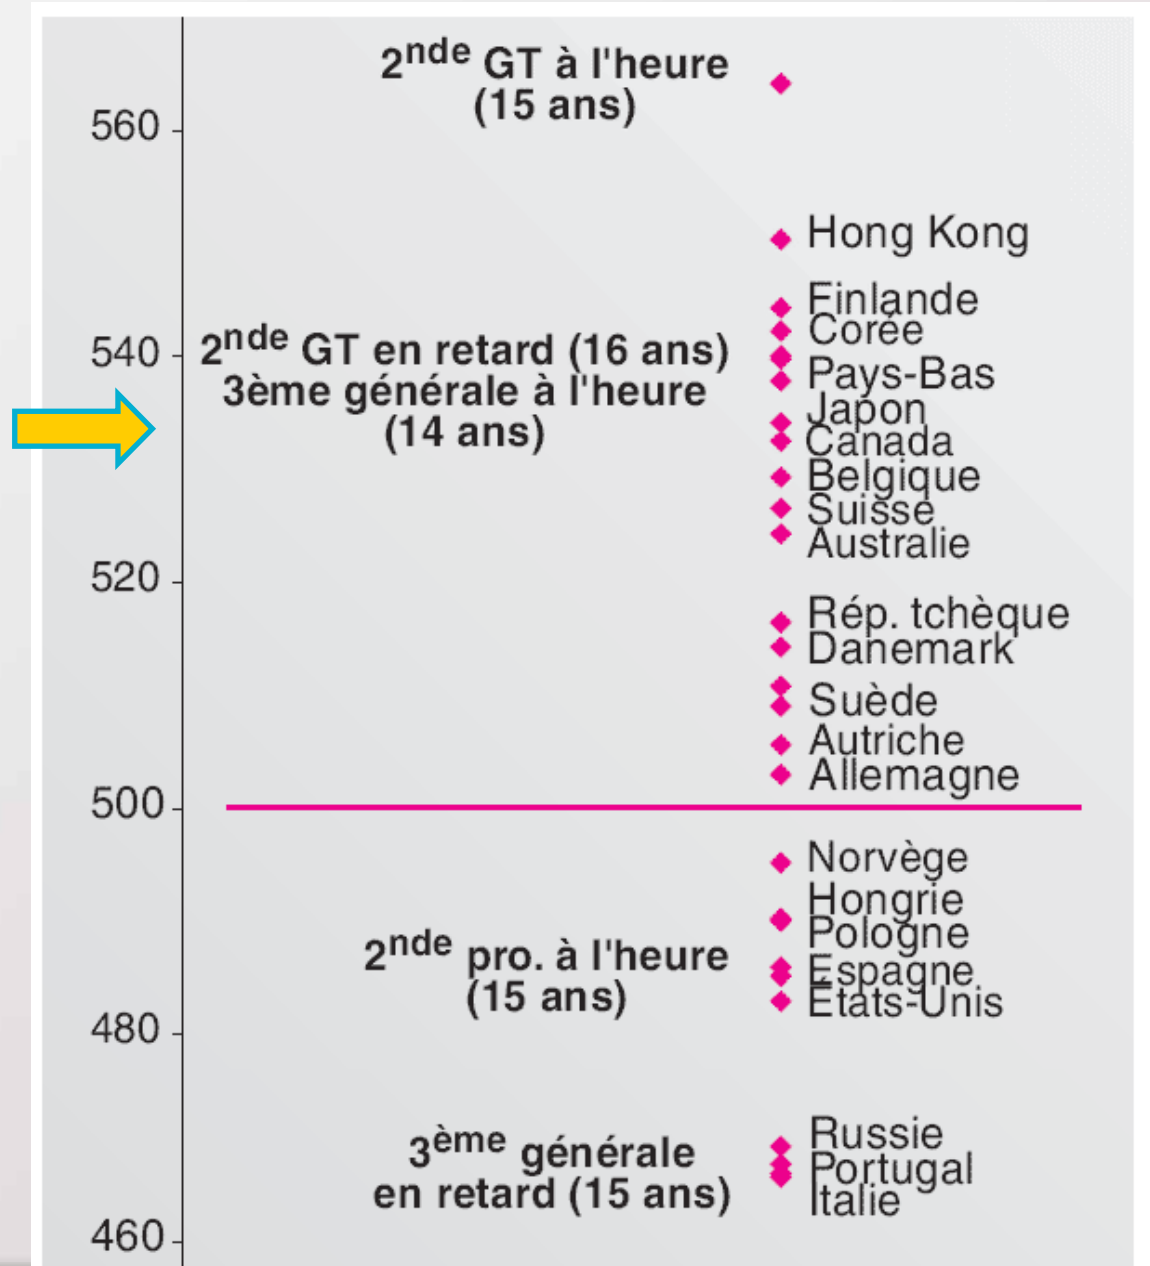 2nde GT à l'heure
(15 ans)
560
Hong Kong
Finlande
Corée
540
2nde GT en retard (16 ans)
3ème générale à l'heure
(14 ans)
Pays-Bas
Japon
Canada
Belgique
Suisse
Australie
520
Rép. tchèque
Danemark
Suède
Autriche
Allemagne
500
Norvège
Hongrie
Pologne
2nde pro. à l'heure
(15 ans)
Espagne
États-Unis
480
3ème générale
en retard (15 ans)
Russie
Portugal
Italie
460